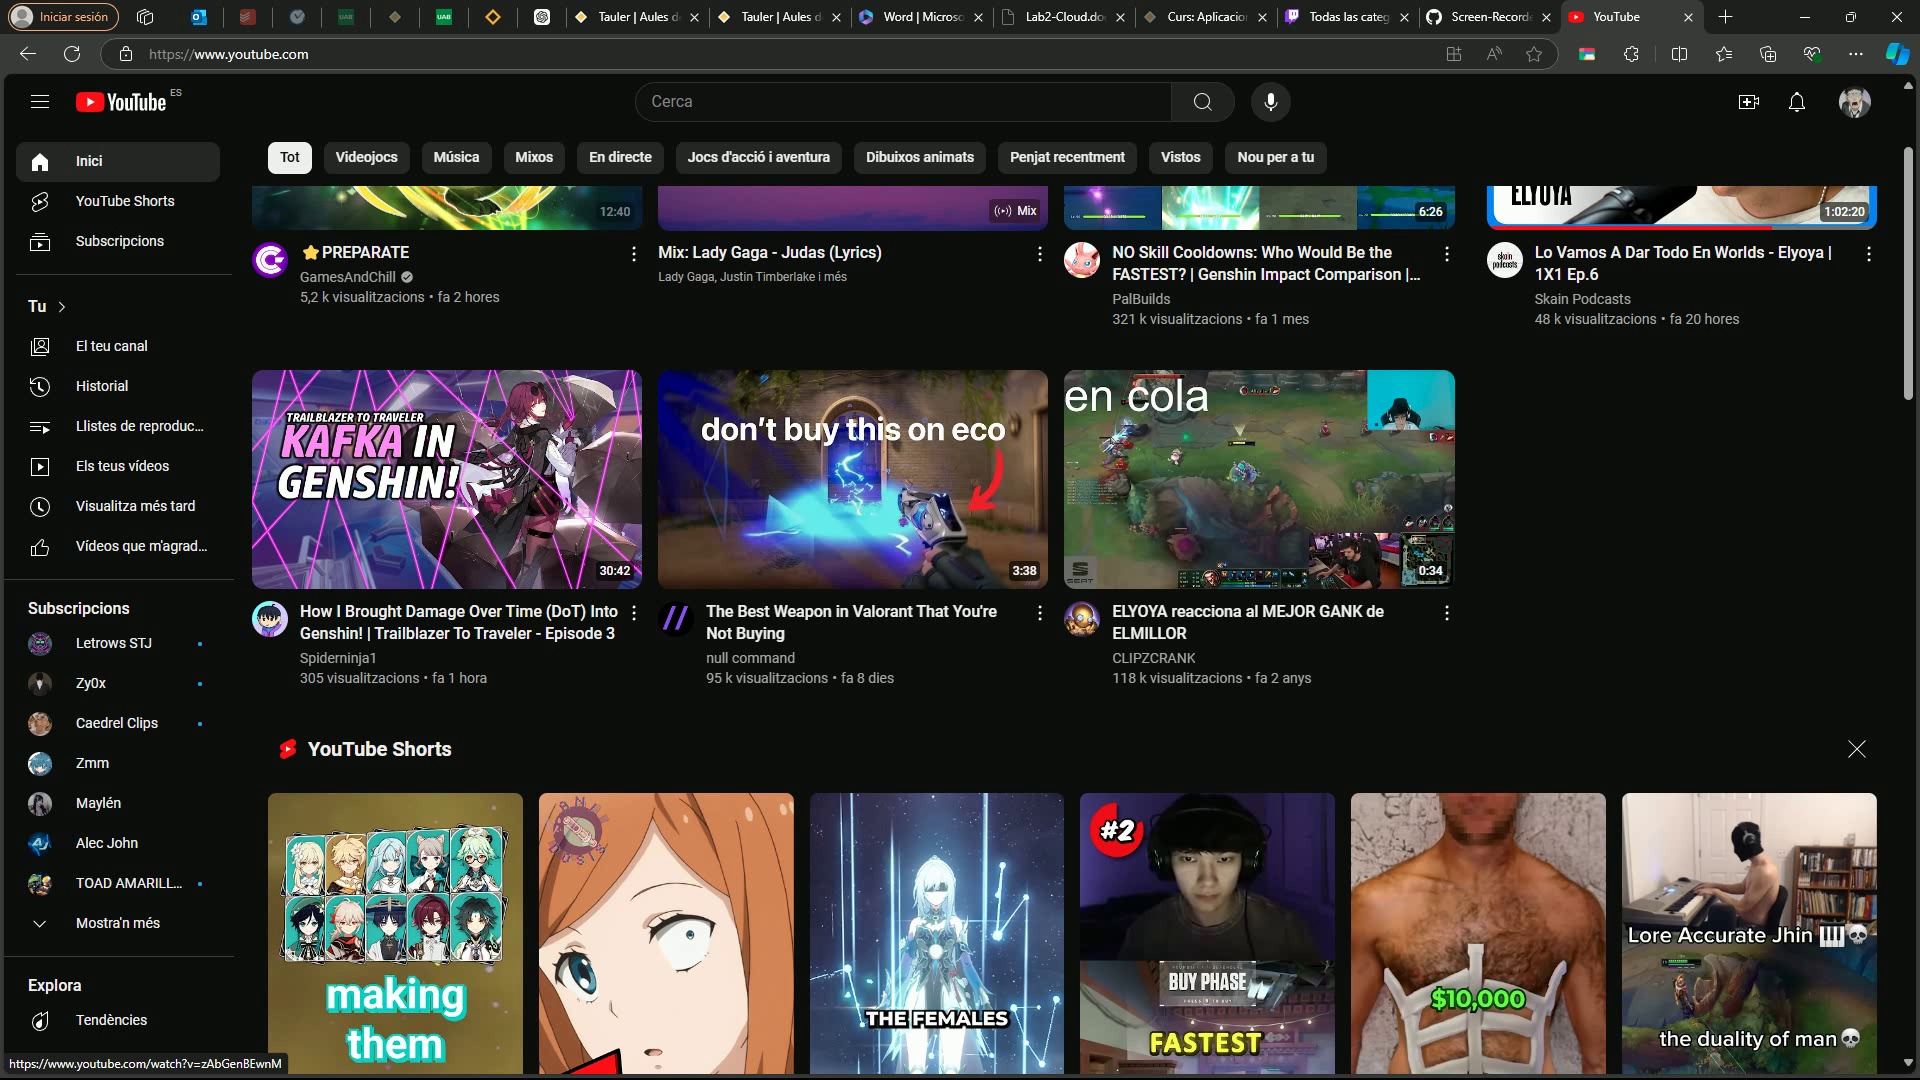 Iniciar sesión
Tauler | Aules d
Tauler | Aules d
Word | Microso
Lab2-Cloud.do
Curs: Aplicacion
Todas las categ
Screen-Recorde
YouTube
https://www.youtube.com
YouTube ES
Cerca
Inici
YouTube Shorts
Subscripcions
Tu
El teu canal
Historial
Llistes de reproduc...
Els teus vídeos
Visualitza més tard
Vídeos que m'agrad...
Subscripcions
Letrows STJ
Zy0x
Caedrel Clips
Zmm
Maylén
Alec John
TOAD AMARILL...
Mostra'n més
Explora
Tendències
https://www.youtube.com/watch?v=zAbGenBEwnM
Tot
Videojocs
Música
Mixos
En directe
Jocs d'acció i aventura
Dibuixos animats
Penjat recentment
Vistos
Nou per a tu
12:40
Mix
6:26
ELYOYA
1:02:20
⭐PREPARATE
GamesAndChill
5,2 k visualitzacions • fa 2 hores
Mix: Lady Gaga - Judas (Lyrics)
Lady Gaga, Justin Timberlake i més
NO Skill Cooldowns: Who Would Be the
FASTEST? | Genshin Impact Comparison |...
PalBuilds
321 k visualitzacions • fa 1 mes
skain
podcasts
Lo Vamos A Dar Todo En Worlds - Elyoya |
1X1 Ep.6
Skain Podcasts
48 k visualitzacions • fa 20 hores
TRAILBLAZER TO TRAVELER
KAFKA IN
GENSHIN!
30:42
don't buy this on eco
3:38
en cola
SEAT
0:34
How I Brought Damage Over Time (DoT) Into
Genshin! | Trailblazer To Traveler - Episode 3
Spiderninja1
305 visualitzacions • fa 1 hora
The Best Weapon in Valorant That You're
Not Buying
null command
95 k visualitzacions • fa 8 dies
ELYOYA reacciona al MEJOR GANK de
ELMILLOR
CLIPZCRANK
118 k visualitzacions • fa 2 anys
YouTube Shorts
making
them
THE FEMALES
#2
BUY PHASE
FASTEST
$10,000
Lore Accurate Jhin 🎹💀
the duality of man💀